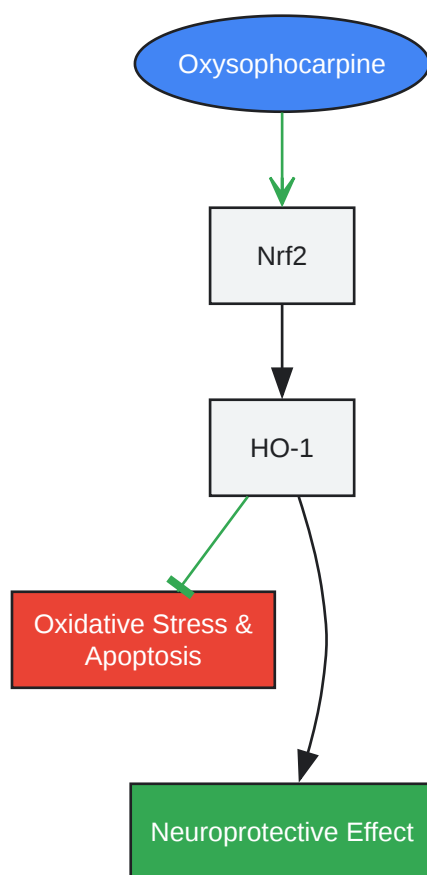 Oxysophocarpine
Nrf2
HO-1
Oxidative Stress &
Apoptosis
Neuroprotective Effect